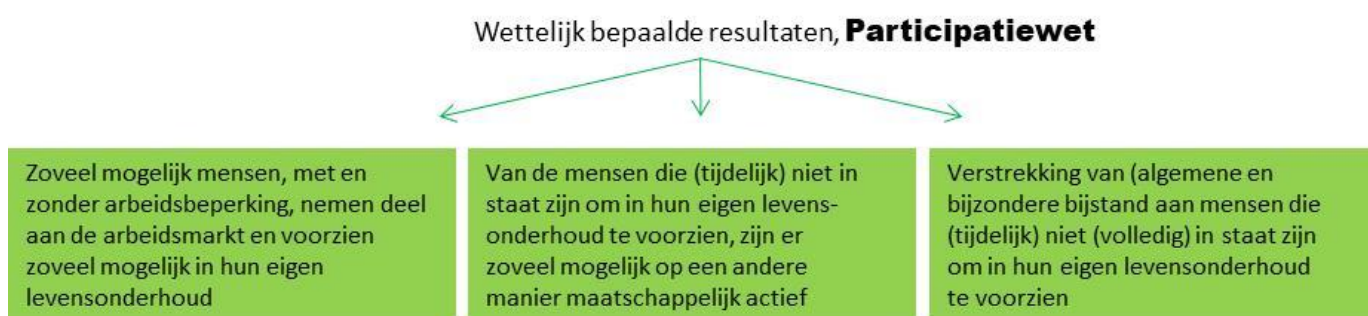 Wettelijk bepaalde resultaten, Participatiewet
Zoveel mogelijk mensen, met en
zonder arbeidsbeperking, nemen deel
aan de arbeidsmarkt en voorzien
zoveel mogelijk in hun eigen
levensonderhoud
Van de mensen die (tijdelijk) niet in
staat zijn om in hun eigen levens-
onderhoud te voorzien, zijn er
zoveel mogelijk op een andere
manier maatschappelijk actief
Verstrekking van (algemene en
bijzondere bijstand aan mensen die
(tijdelijk) niet (volledig) in staat zijn
om in hun eigen levensonderhoud
te voorzien